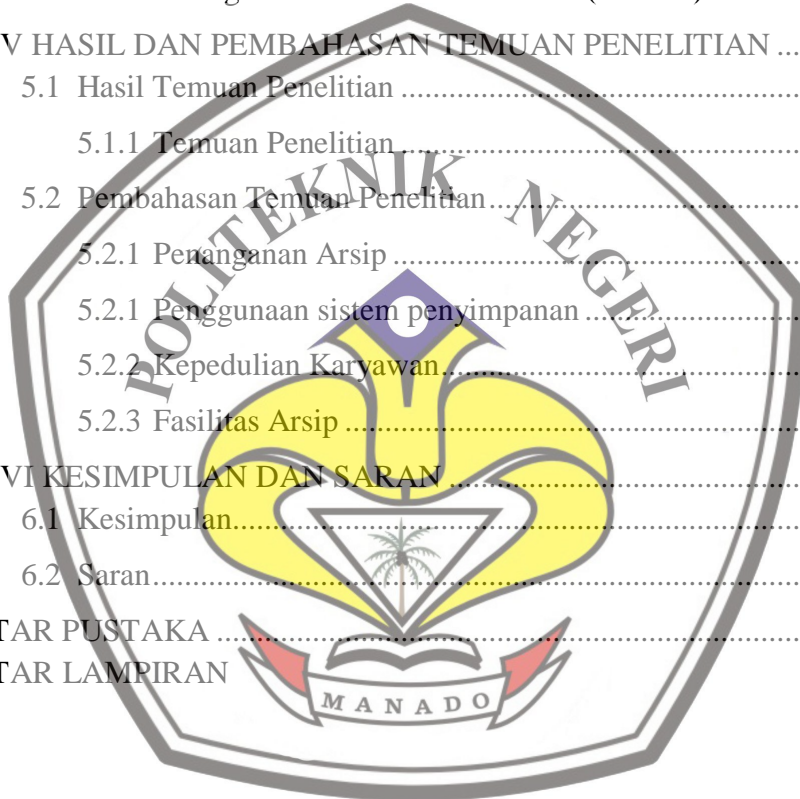 V HASIL DAN PEMBAHASAN TEMUAN PENELITIAN ...
5.1 Hasil Temuan Penelitian ......................................................
5.1.1 Temuan Penelitian ......................................................
5.2 Pembahasan Temuan Penelitian ..........................................
5.2.1 Penanganan Arsip ......................................................
5.2.1 Penggunaan sistem penyimpanan ..............................
5.2.2 Kepedulian Karyawan ................................................
5.2.3 Fasilitas Arsip ............................................................
VI KESIMPULAN DAN SARAN ..............................................
6.1 Kesimpulan ..........................................................................
6.2 Saran ....................................................................................
TAR PUSTAKA ..........................................................................
TAR LAMPIRAN
POLITEKNIK NEGERI
MANADO